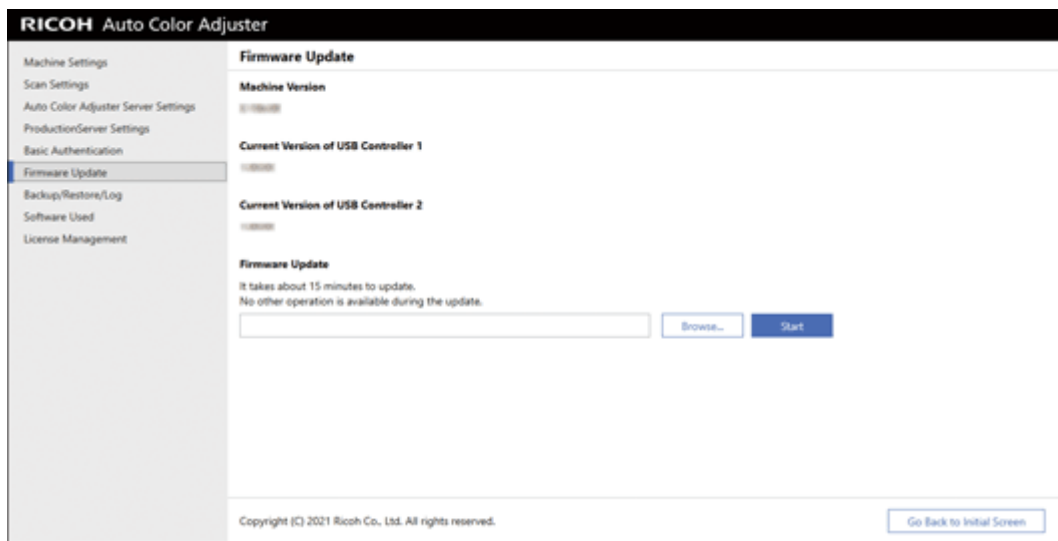 RICOH Auto Color Adjuster
Machine Settings
Scan Settings
Auto Color Adjuster Server Settings
ProductionServer Settings
Basic Authentication
Firmware Update
Backup/Restore/Log
Software Used
License Management
Firmware Update
Machine Version
Current Version of USB Controller 1
Current Version of USB Controller 2
Firmware Update
It takes about 15 minutes to update.
No other operation is available during the update.
Browse...
Start
Copyright (C) 2021 Ricoh Co., Ltd. All rights reserved.
Go Back to Initial Screen